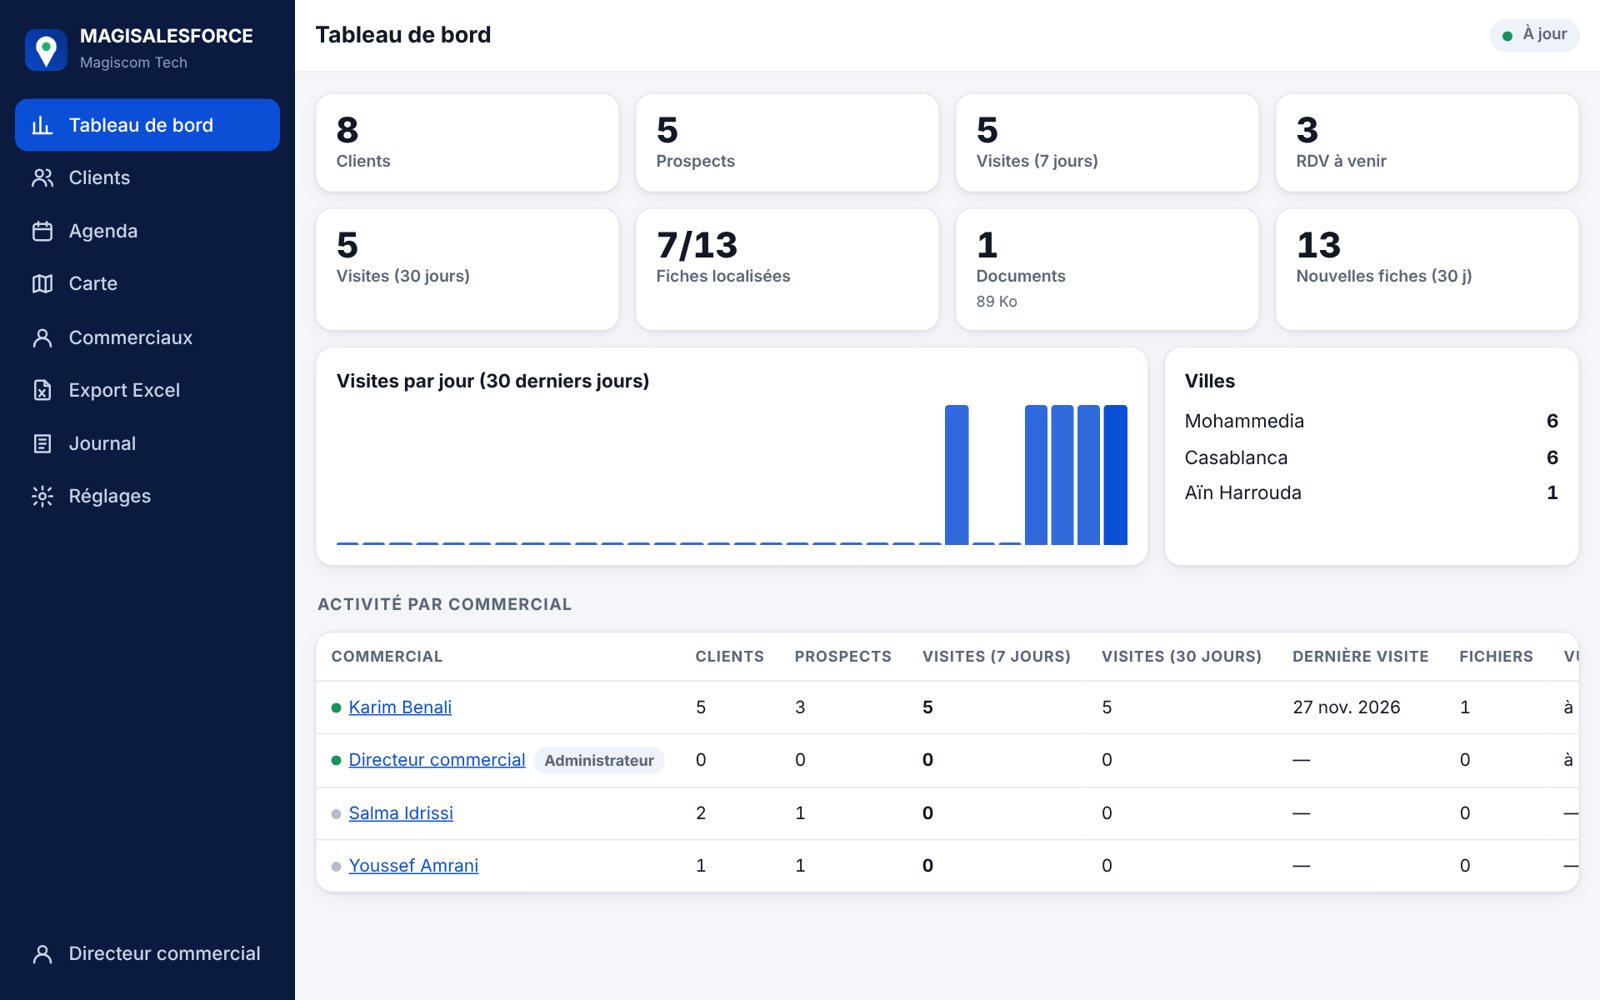 MAGISALESFORCE
Magiscom Tech
Tableau de bord
Clients
Agenda
Carte
Commerciaux
Export Excel
Journal
Réglages
Directeur commercial
Tableau de bord
À jour
8
Clients
5
Prospects
5
Visites (7 jours)
3
RDV à venir
5
Visites (30 jours)
7/13
Fiches localisées
1
Documents
89 Ko
13
Nouvelles fiches (30 j)
Visites par jour (30 derniers jours)
Villes
Mohammedia 6
Casablanca 6
Aïn Harrouda 1
ACTIVITÉ PAR COMMERCIAL
COMMERCIAL CLIENTS PROSPECTS VISITES (7 JOURS) VISITES (30 JOURS) DERNIÈRE VISITE FICHIERS
Karim Benali 5 3 5 5 27 nov. 2026 1 à
Directeur commercial Administrateur 0 0 0 0 — 0 à
Salma Idrissi 2 1 0 0 — 0 —
Youssef Amrani 1 1 0 0 — 0 —